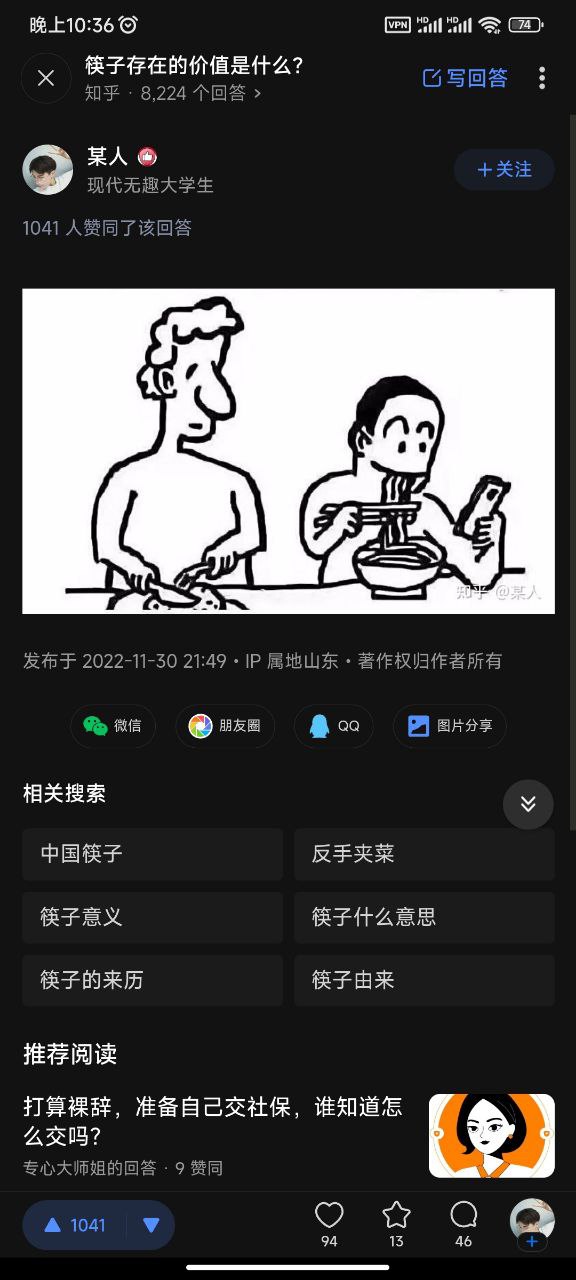 晚上10:36
VPN HD HD 74
筷子存在的价值是什么?
知乎 · 8,224 个回答 >
写回答
某人
现代无趣大学生
+关注
1041 人赞同了该回答
知乎 @某人
发布于 2022-11-30 21:49 · IP 属地山东 · 著作权归作者所有
微信
朋友圈
QQ
图片分享
相关搜索
中国筷子
反手夹菜
筷子意义
筷子什么意思
筷子的来历
筷子由来
推荐阅读
打算裸辞，准备自己交社保，谁知道怎
么交吗?
专心大师姐的回答 · 9 赞同
1041
94
13
46